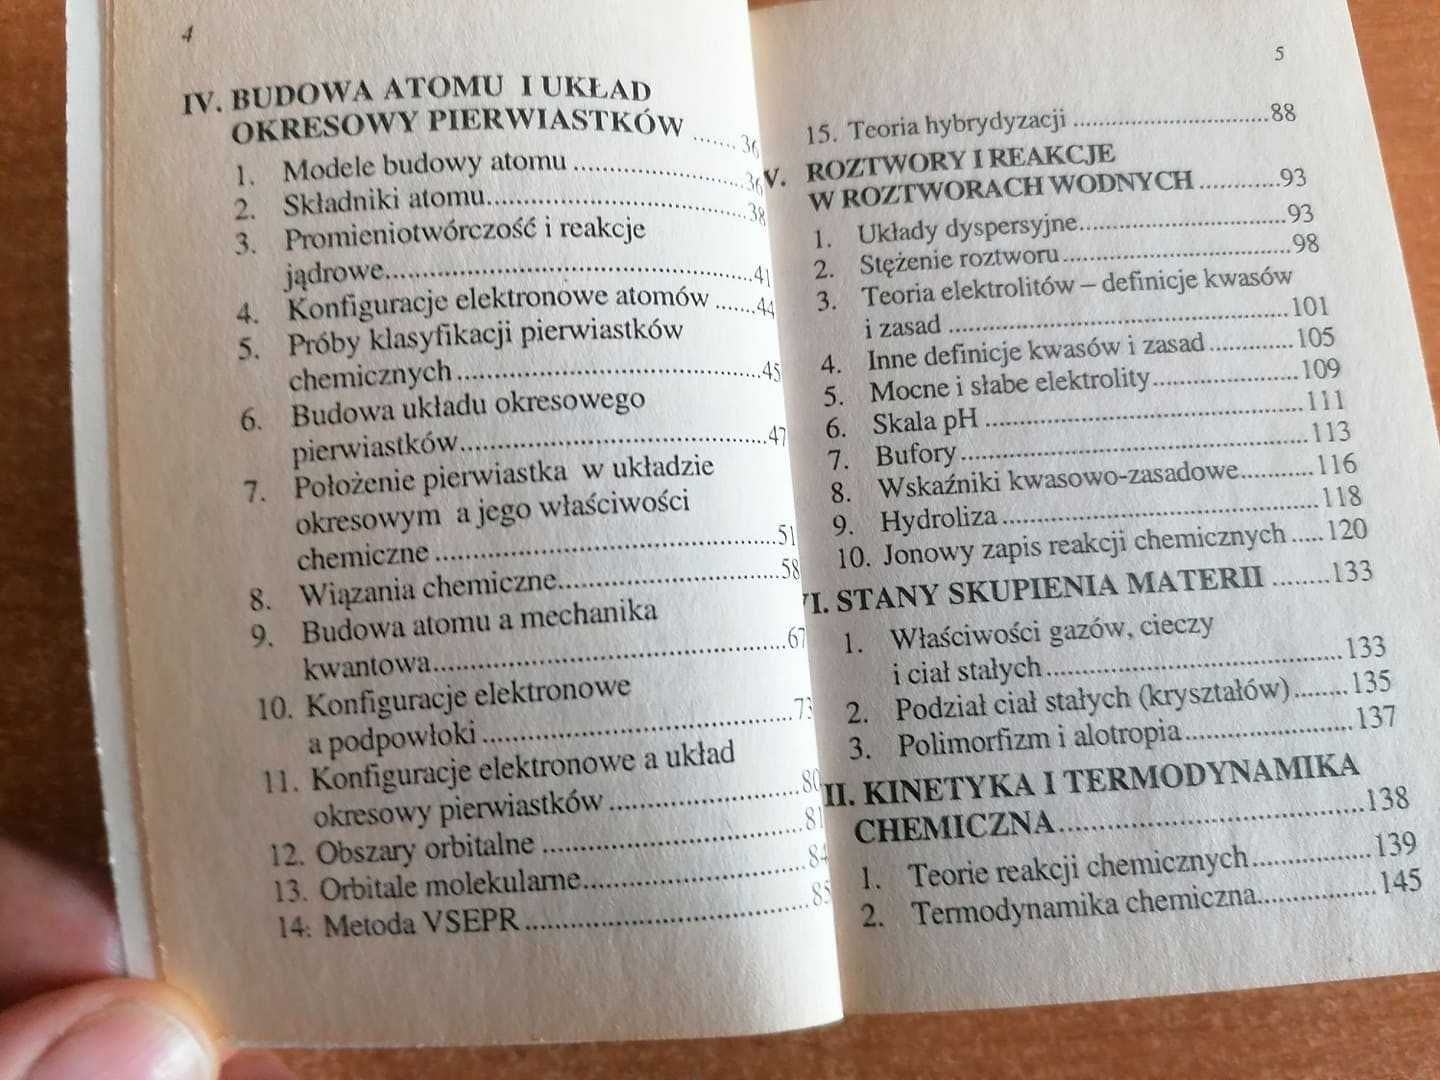 4
IV. BUDOWA ATOMU I UKŁAD
OKRESOWY PIERWIASTKÓW ....... 36
1. Modele budowy atomu ........................ 36
2. Składniki atomu..................................... 38
3. Promieniotwórczość i reakcje
jądrowe.................................................... 41
4. Konfiguracje elektronowe atomów ....... 44
5. Próby klasyfikacji pierwiastków
chemicznych .......................................... 45
6. Budowa układu okresowego
pierwiastków.......................................... 47
7. Położenie pierwiastka w układzie
okresowym a jego właściwości
chemiczne .............................................. 51
8. Wiązania chemiczne.............................. 58
9. Budowa atomu a mechanika
kwantowa................................................ 67
10. Konfiguracje elektronowe
a podpowłoki .......................................... 73
11. Konfiguracje elektronowe a układ
okresowy pierwiastków ........................ 80
12. Obszary orbitalne .................................. 81
13. Orbitale molekularne............................. 84
14. Metoda VSEPR ...................................... 85
5
15. Teoria hybrydyzacji ............................. 88
V. ROZTWORY I REAKCJE
W ROZTWORACH WODNYCH ............ 93
1. Układy dyspersyjne.............................. 93
2. Stężenie roztworu ................................. 98
3. Teoria elektrolitów – definicje kwasów
i zasad .................................................. 101
4. Inne definicje kwasów i zasad ............. 105
5. Mocne i słabe elektrolity...................... 109
6. Skala pH .............................................. 111
7. Bufory .................................................. 113
8. Wskaźniki kwasowo-zasadowe........... 116
9. Hydroliza .............................................. 118
10. Jonowy zapis reakcji chemicznych ..... 120
VI. STANY SKUPIENIA MATERII ........ 133
1. Właściwości gazów, cieczy
i ciał stałych ......................................... 133
2. Podział ciał stałych (kryształów)........ 135
3. Polimorfizm i alotropia ........................ 137
II. KINETYKA I TERMODYNAMIKA
CHEMICZNA............................................ 138
1. Teorie reakcji chemicznych ................. 139
2. Termodynamika chemiczna................. 145